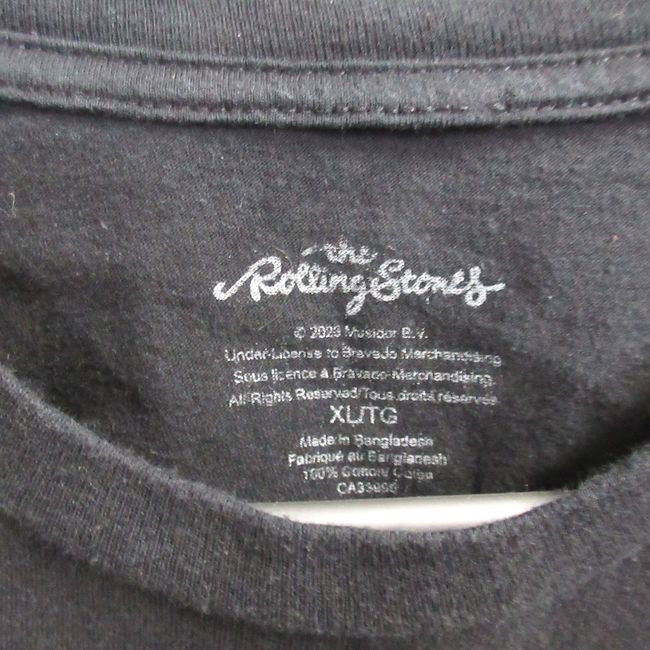 the
Rolling Stones
© 2023 Musidor B.V.
Under License to Bravado Merchandising
Sous licence à Bravado Merchandising
All Rights Reserved/Tous droits réservés
XL/TG
Made in Bangladesh
Fabriqué au Bangladesh
100% Cotton/ Coton